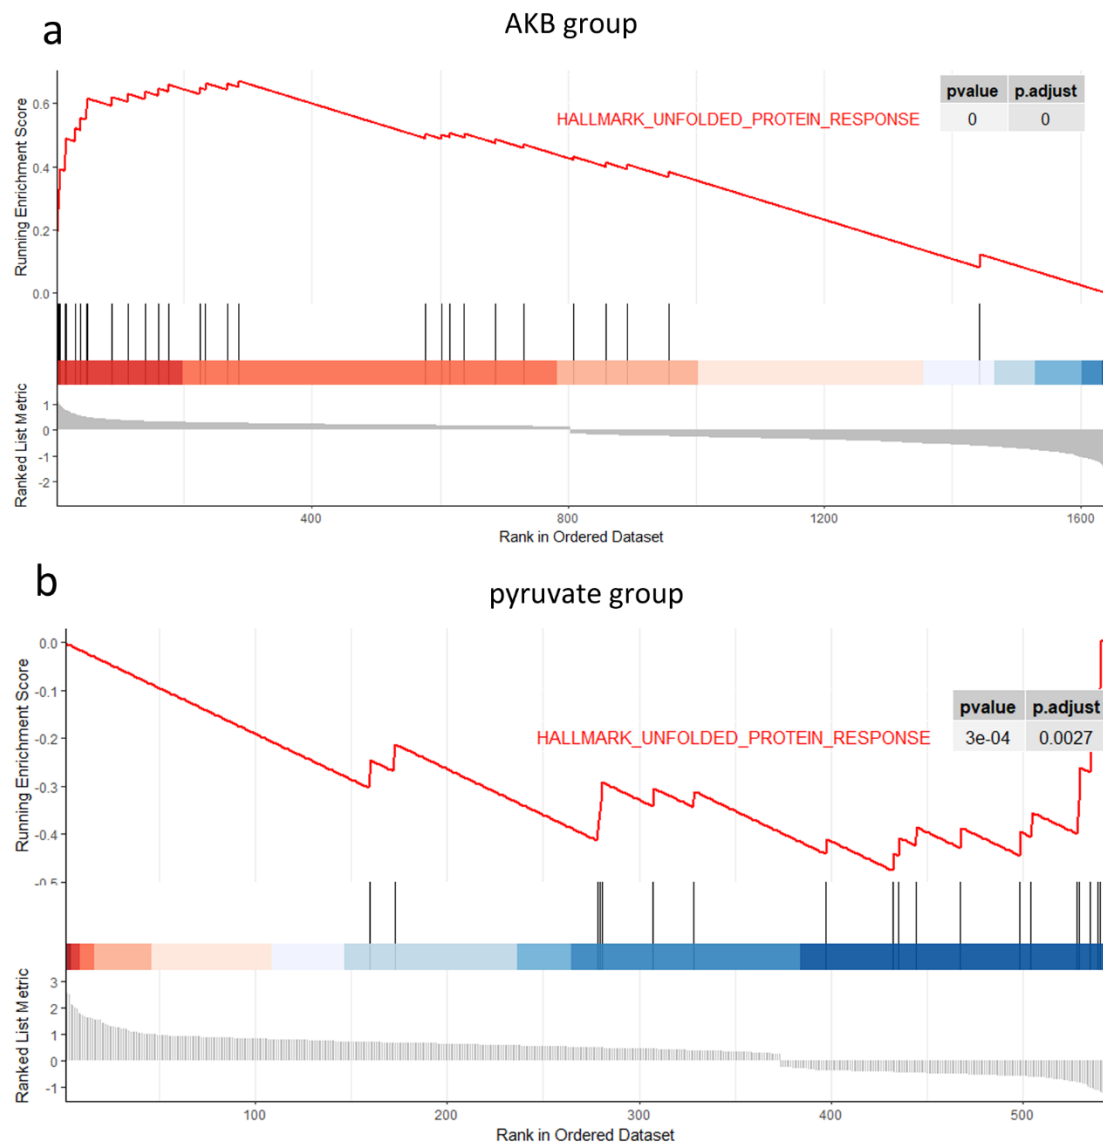 a
AKB group
Running Enrichment Score
0.6
0.4
0.2
0.0
HALLMARK_UNFOLDED_PROTEIN_RESPONSE
pvalue p.adjust
0 0
Ranked List Metric
1
0
-1
-2
400 800 1200 1600
Rank in Ordered Dataset
b
pyruvate group
Running Enrichment Score
0.0
-0.1
-0.2
-0.3
-0.4
-0.5
HALLMARK_UNFOLDED_PROTEIN_RESPONSE
pvalue p.adjust
3e-04 0.0027
Ranked List Metric
3
2
1
0
-1
100 200 300 400 500
Rank in Ordered Dataset